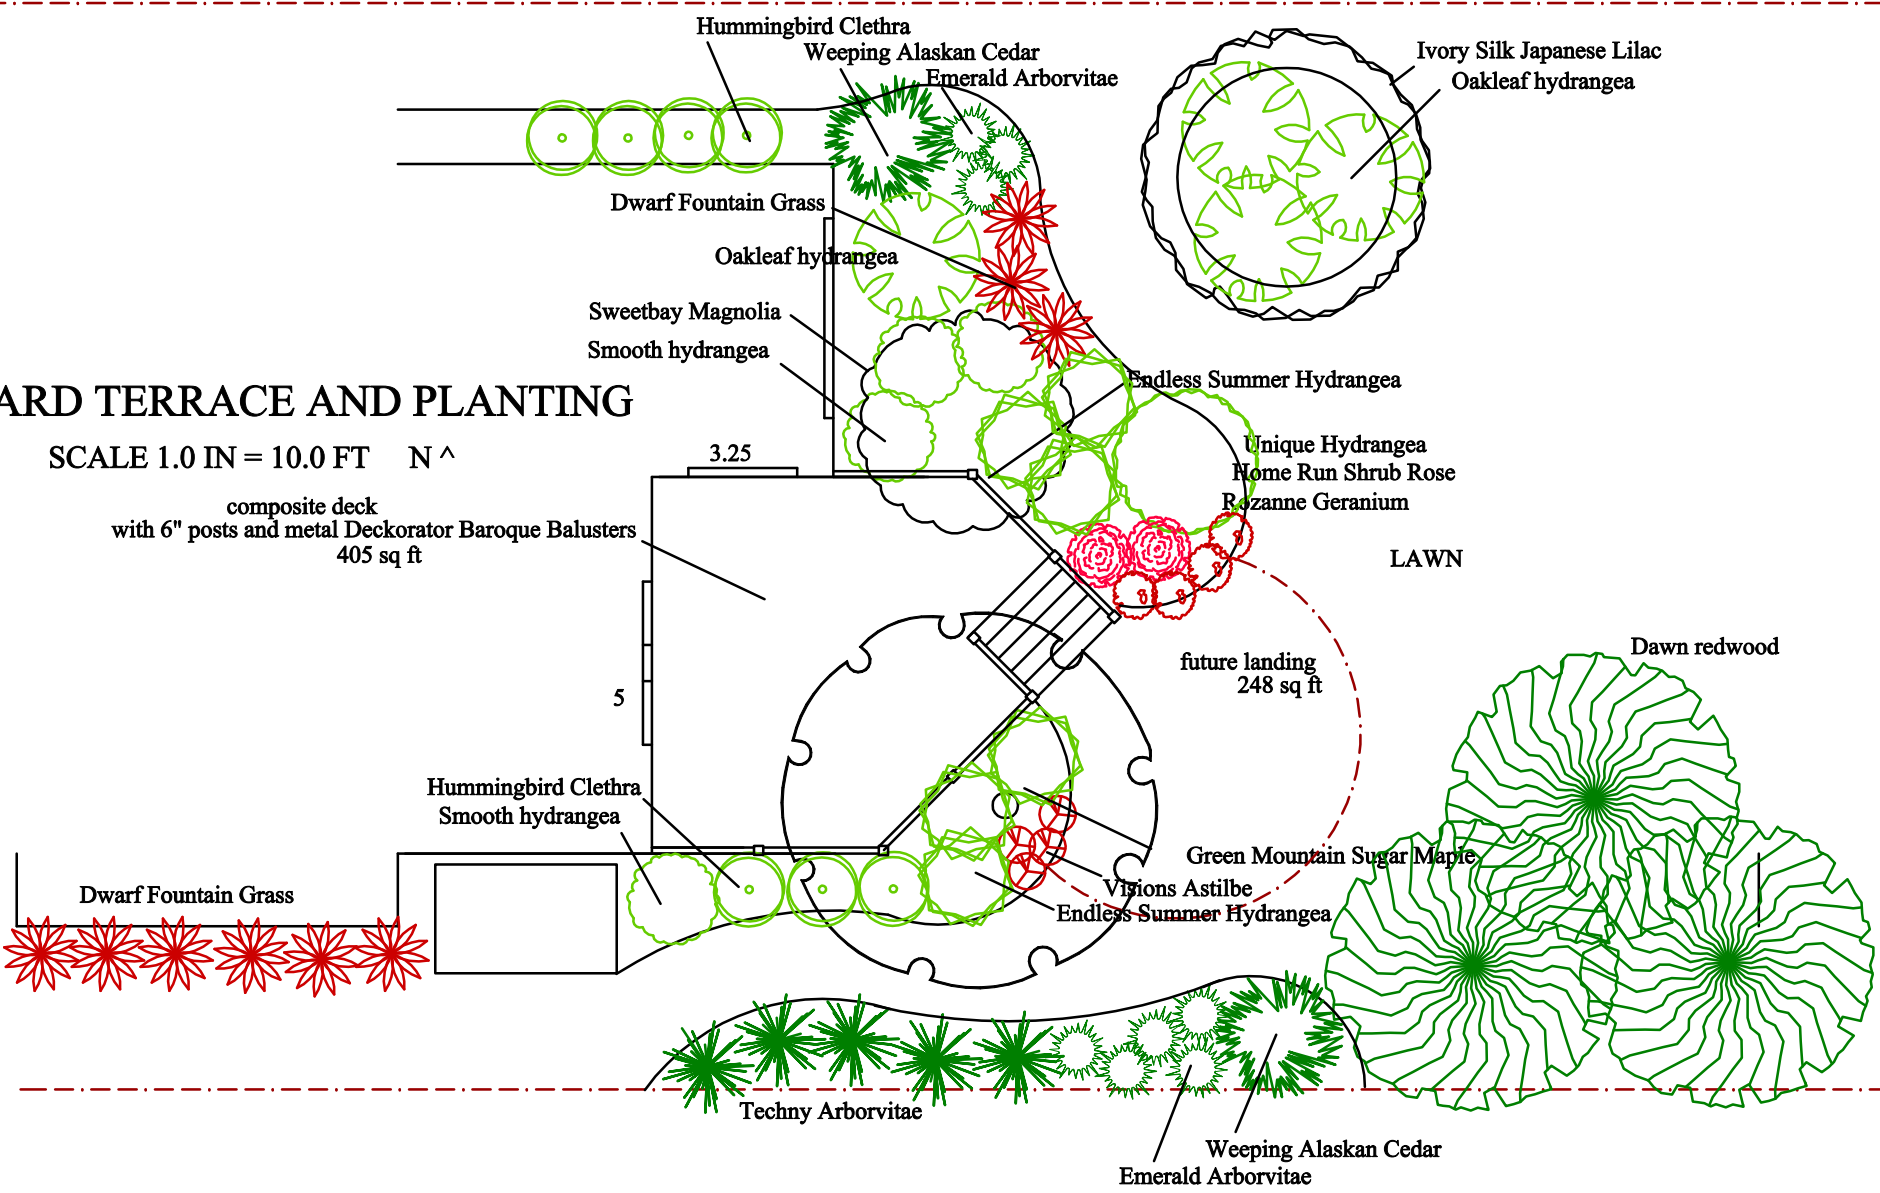 Hummingbird Clethra
Weeping Alaskan Cedar
Emerald Arborvitae
Ivory Silk Japanese Lilac
Oakleaf hydrangea
Dwarf Fountain Grass
Oakleaf hydrangea
Sweetbay Magnolia
Smooth hydrangea
Endless Summer Hydrangea
ARD TERRACE AND PLANTING
SCALE 1.0 IN = 10.0 FT N ^
3.25
Unique Hydrangea
Home Run Shrub Rose
Rozanne Geranium
composite deck
with 6" posts and metal Deckorator Baroque Balusters
405 sq ft
LAWN
future landing
248 sq ft
Dawn redwood
5
Hummingbird Clethra
Smooth hydrangea
Green Mountain Sugar Maple
Visions Astilbe
Endless Summer Hydrangea
Dwarf Fountain Grass
Techny Arborvitae
Weeping Alaskan Cedar
Emerald Arborvitae